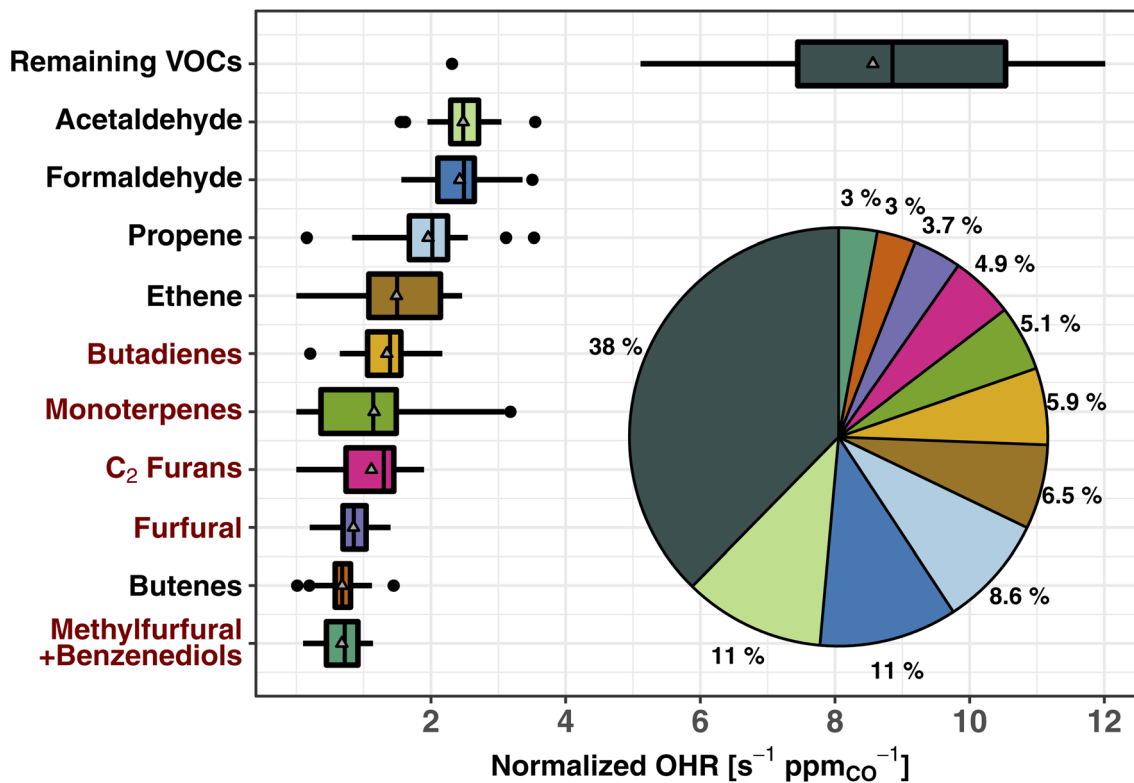 Remaining VOCs
Acetaldehyde
Formaldehyde
Propene
Ethene
Butadienes
Monoterpenes
C₂ Furans
Furfural
Butenes
Methylfurfural
+Benzenediols
3 %
3 %
3.7 %
4.9 %
5.1 %
5.9 %
6.5 %
8.6 %
11 %
11 %
38 %
2 4 6 8 10 12
Normalized OHR [s⁻¹ ppm_CO⁻¹]